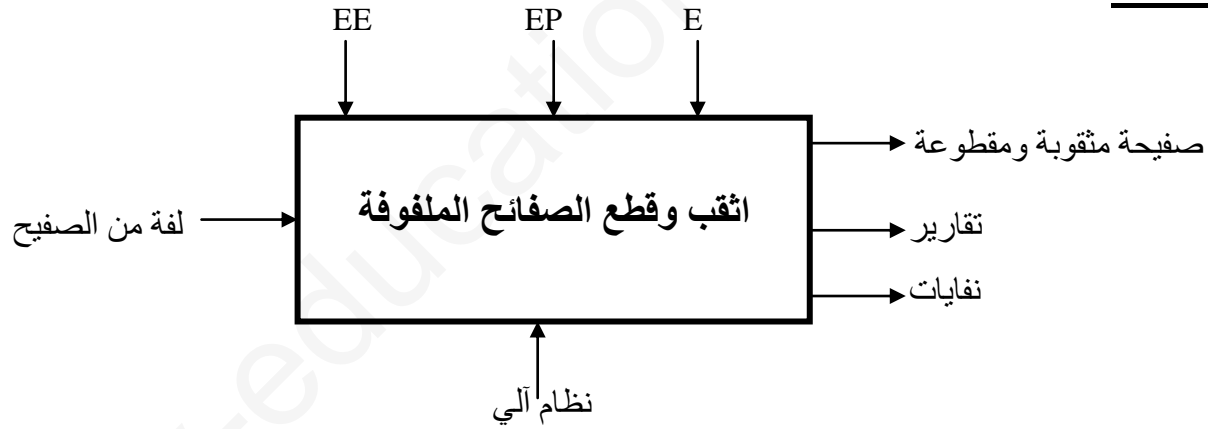 EE EP E
صفيحة مثقوبة ومقطوعة
اثقب وقطع الصفائح الملفوفة
لفة من الصفيح
تقارير
نفايات
نظام آلي